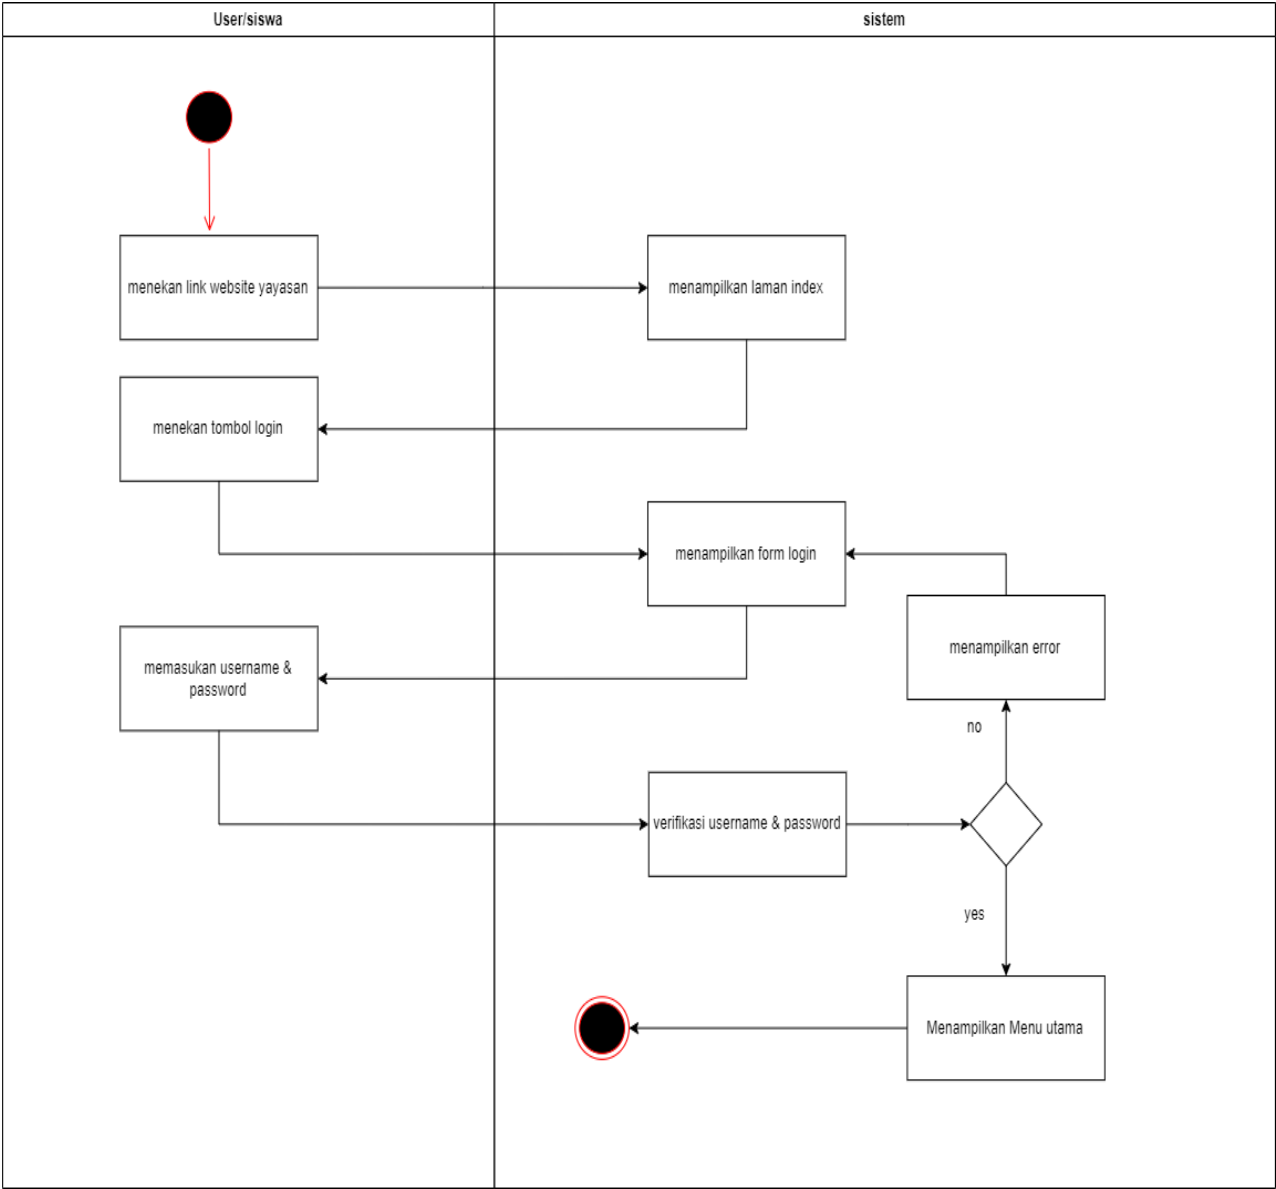 User/siswa
sistem
menekan link website yayasan
menampilkan laman index
menekan tombol login
menampilkan form login
menampilkan error
memasukan username &
password
no
verifikasi username & password
yes
Menampilkan Menu utama